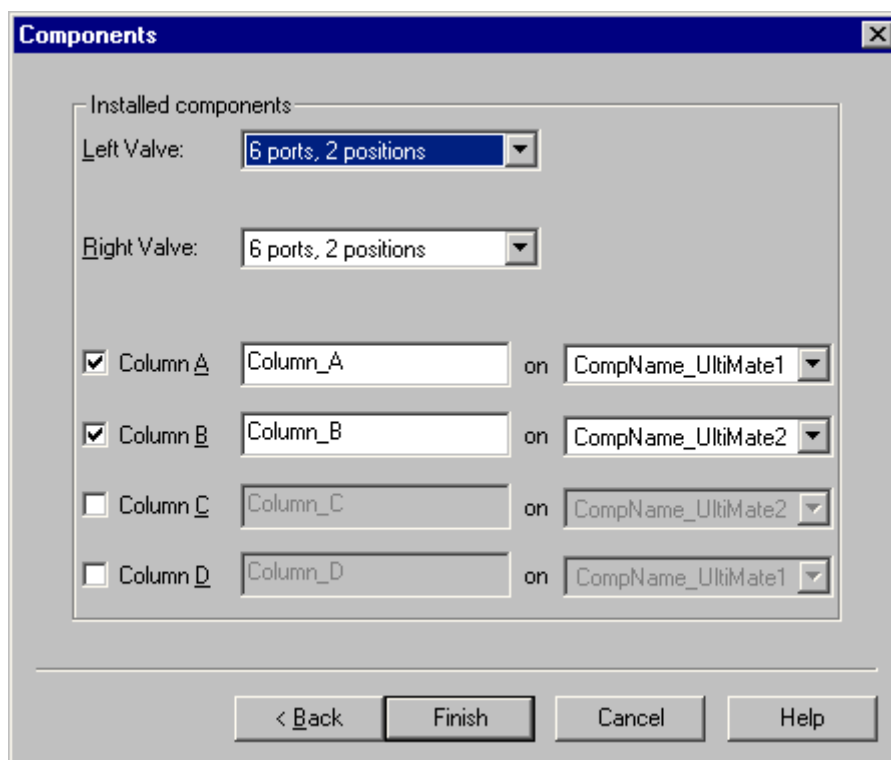 Components
Installed components
Left Valve: 6 ports, 2 positions
Right Valve: 6 ports, 2 positions
Column A Column_A on CompName_UltiMate1
Column B Column_B on CompName_UltiMate2
Column C Column_C on CompName_UltiMate2
Column D Column_D on CompName_UltiMate1
< Back Finish Cancel Help